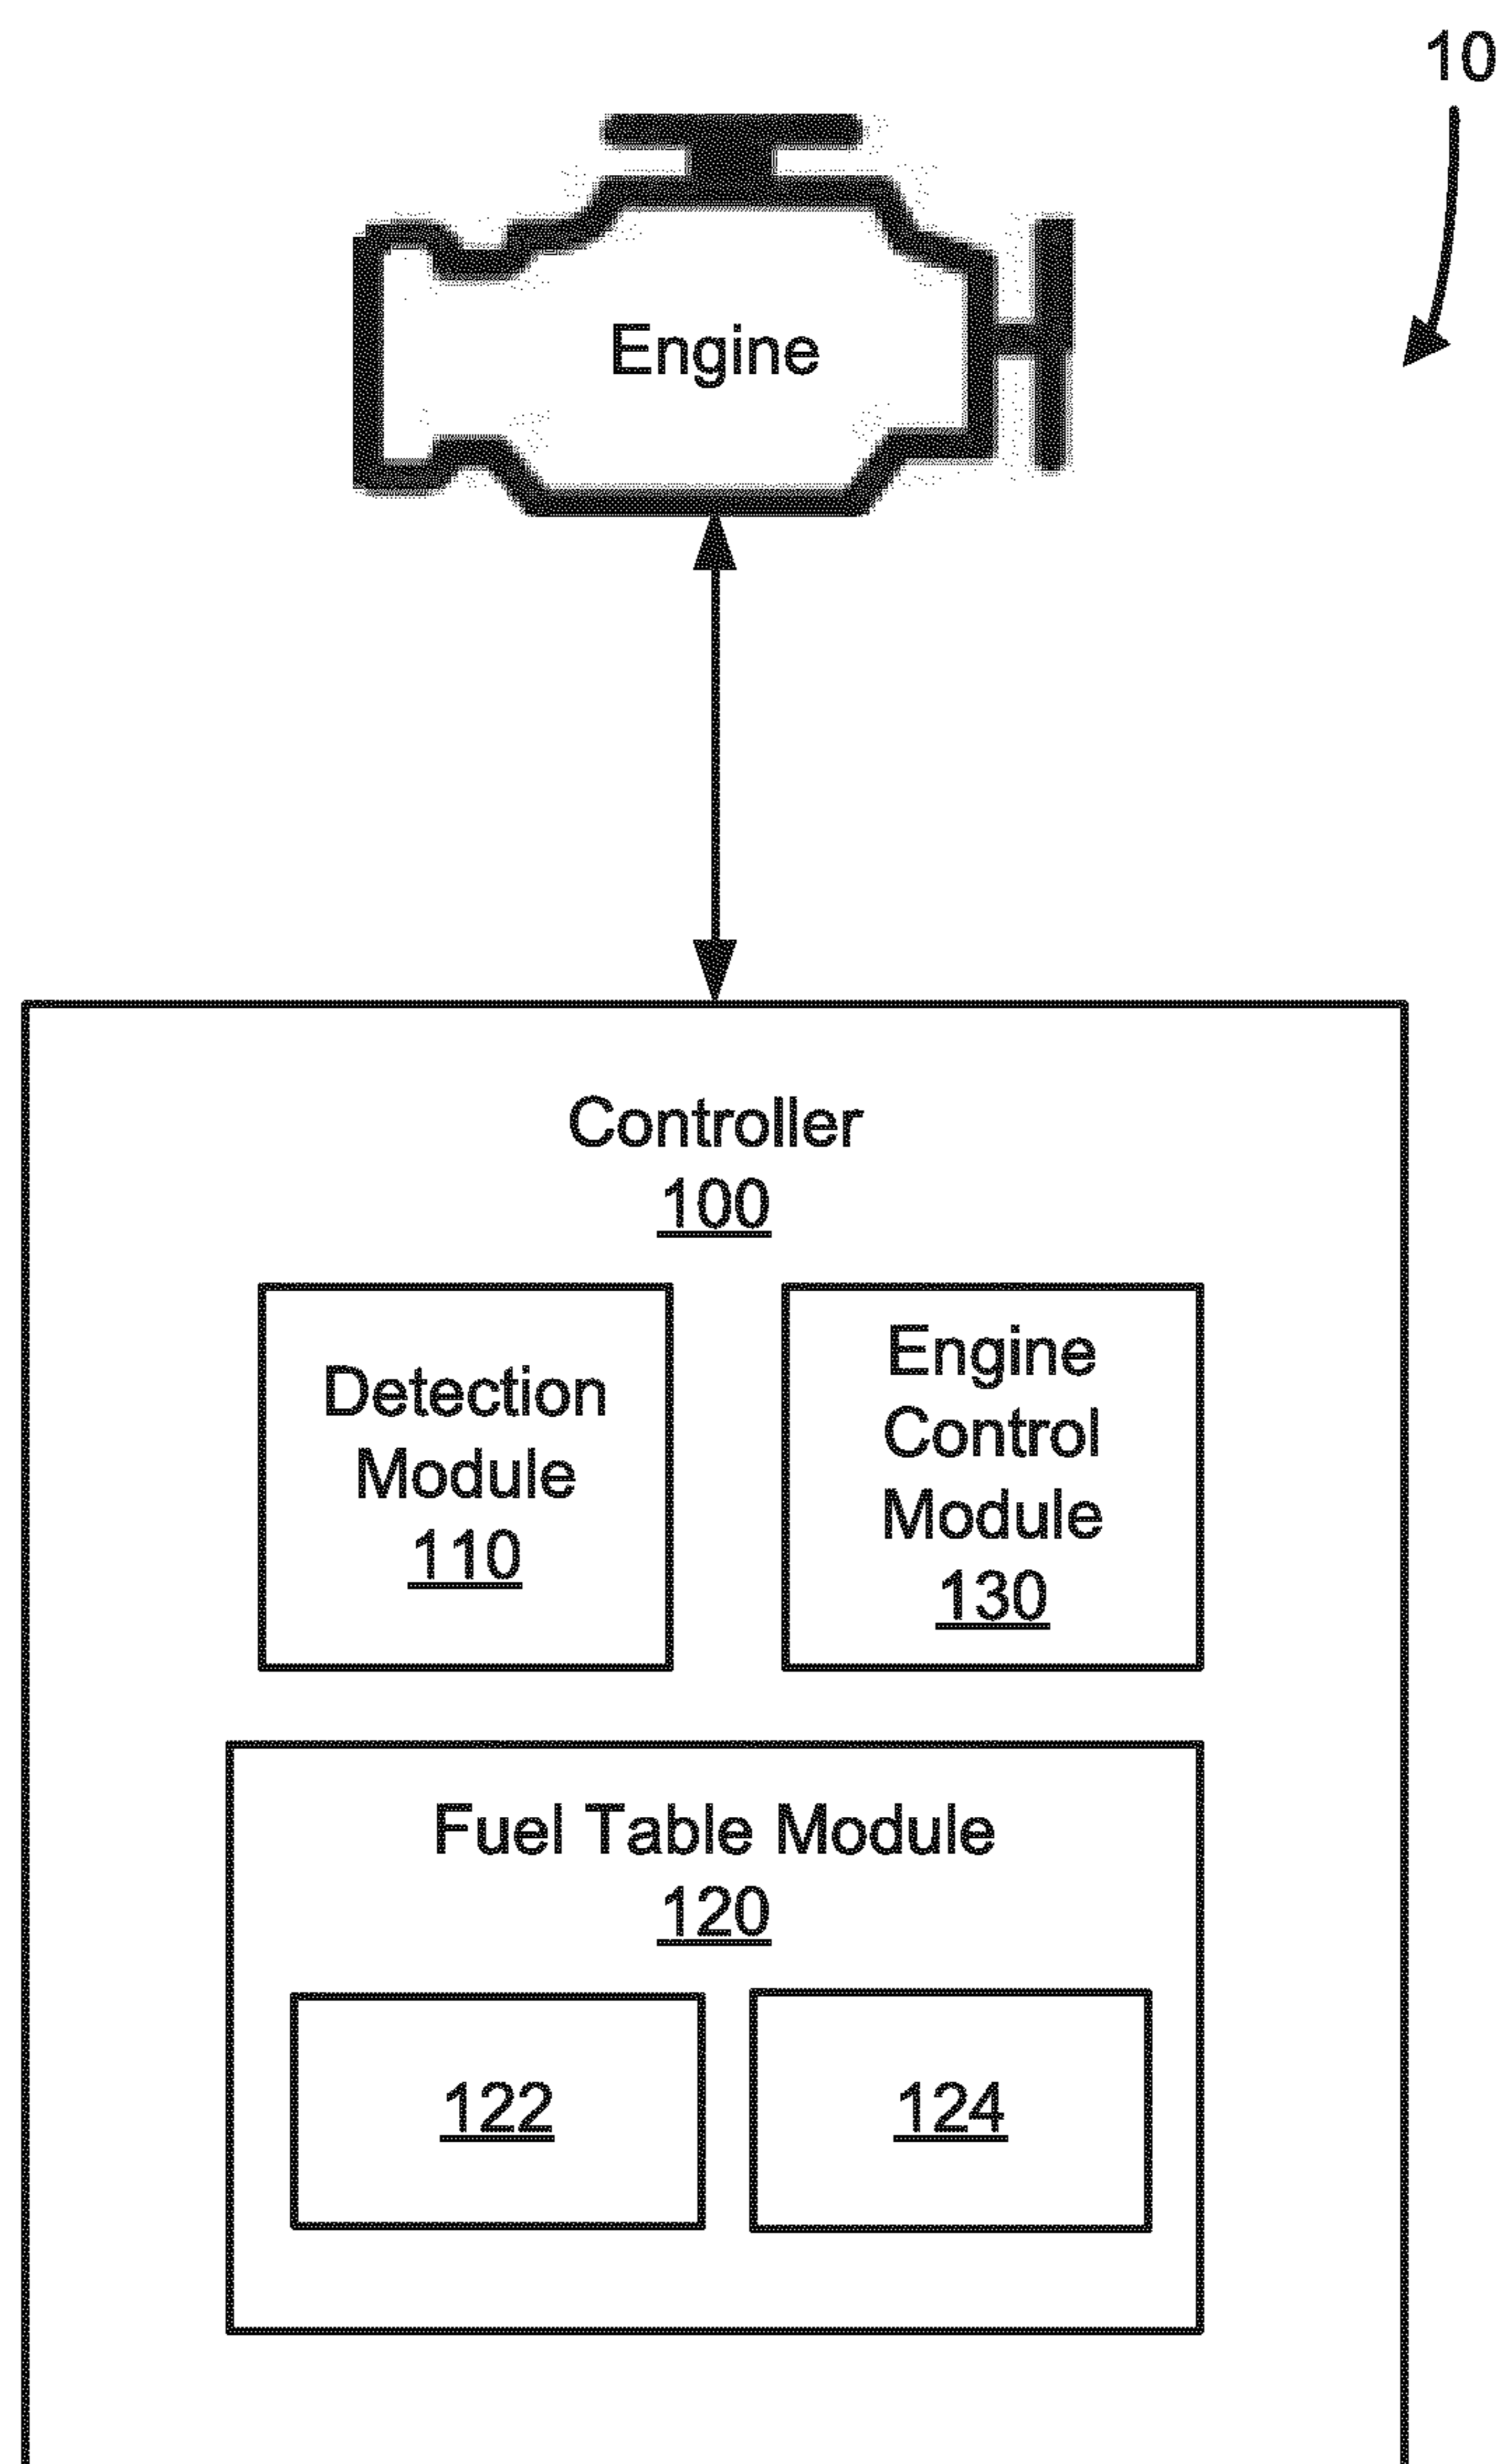 10
Engine
Controller
100
Detection
Module
110
Engine
Control
Module
130
Fuel Table Module
120
122
124